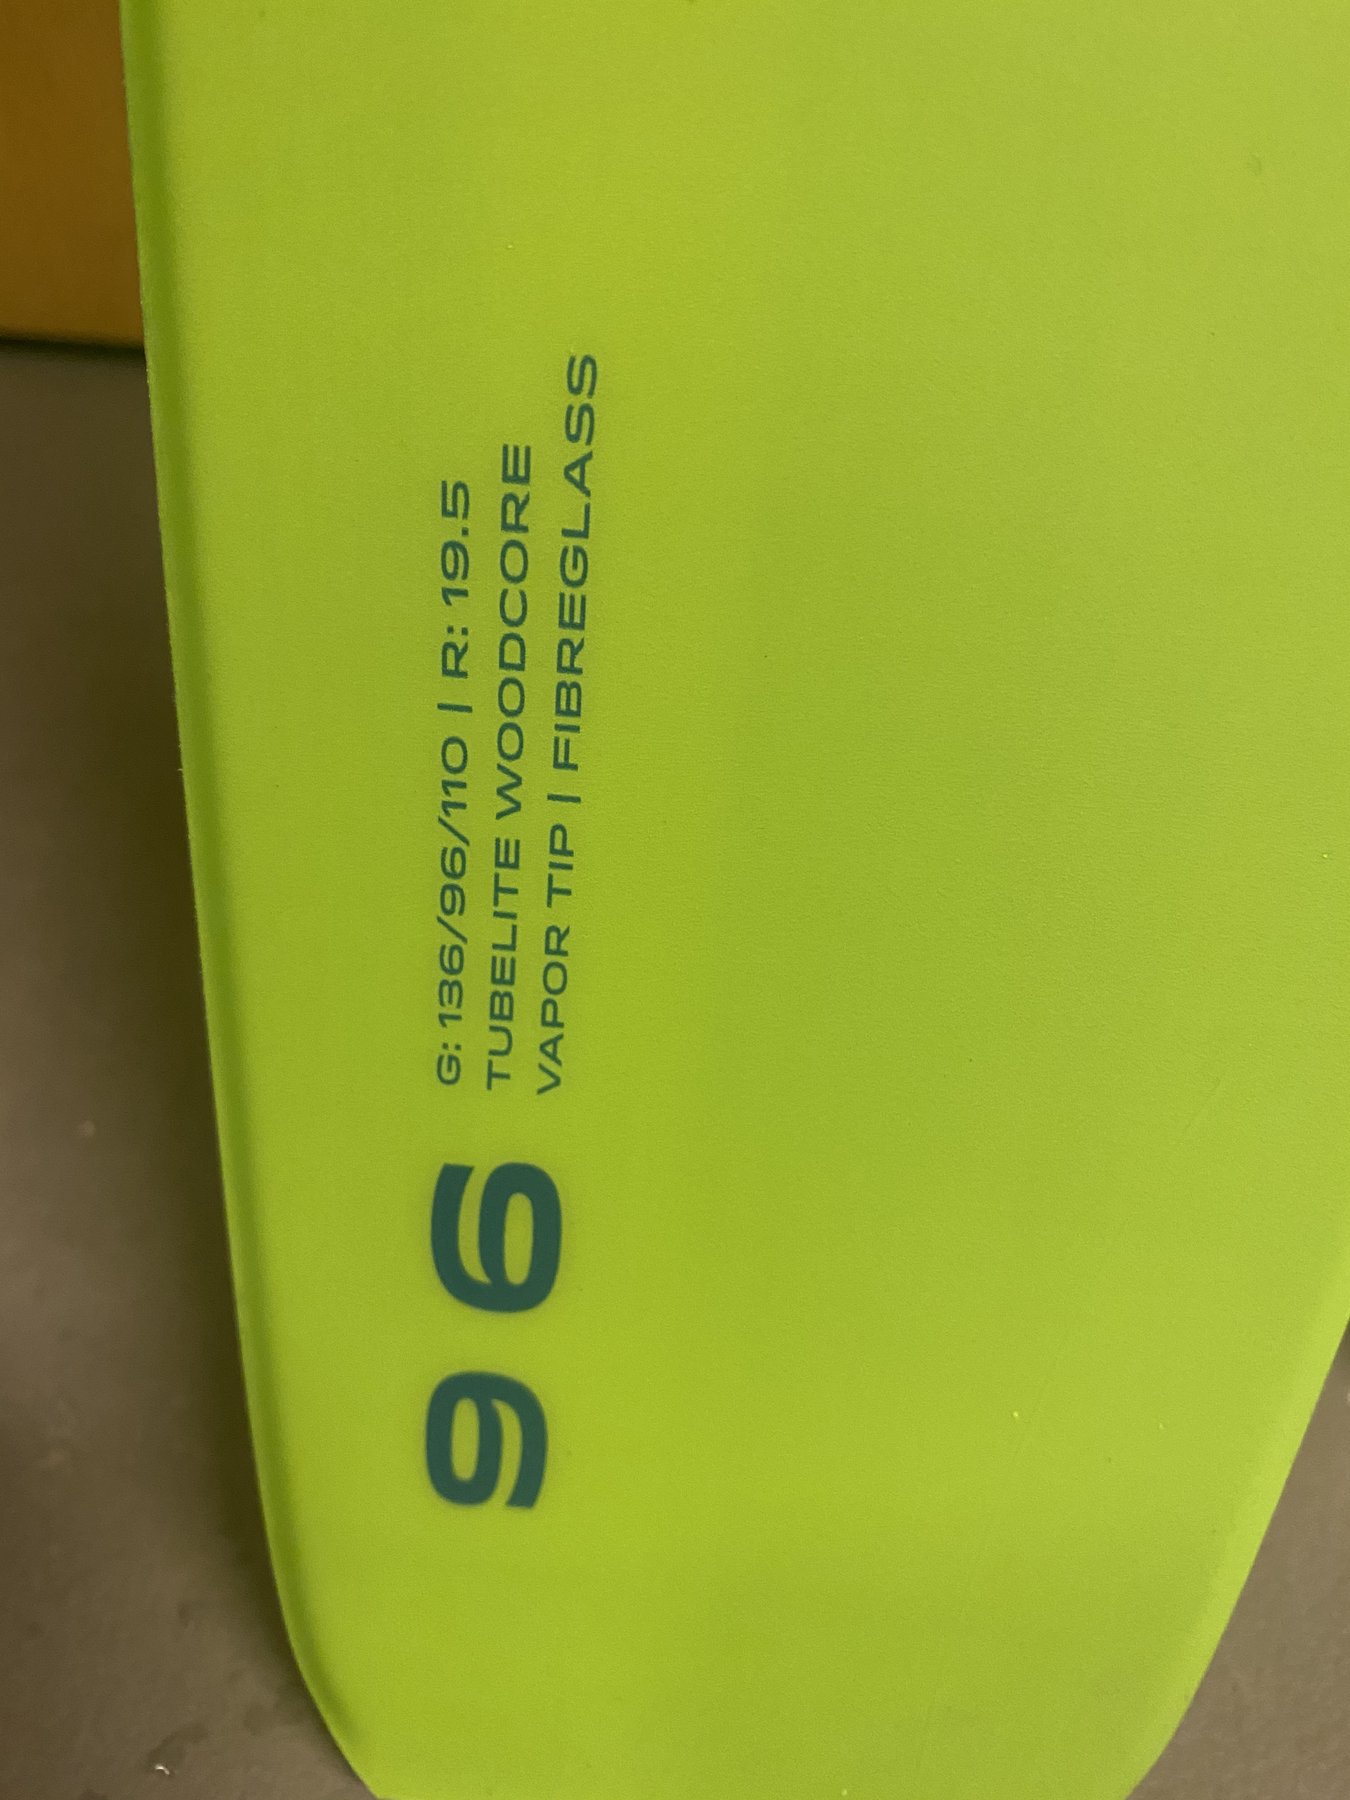 G: 136/96/110 | R: 19.5
TUBELITE WOODCORE
VAPOR TIP | FIBREGLASS
96